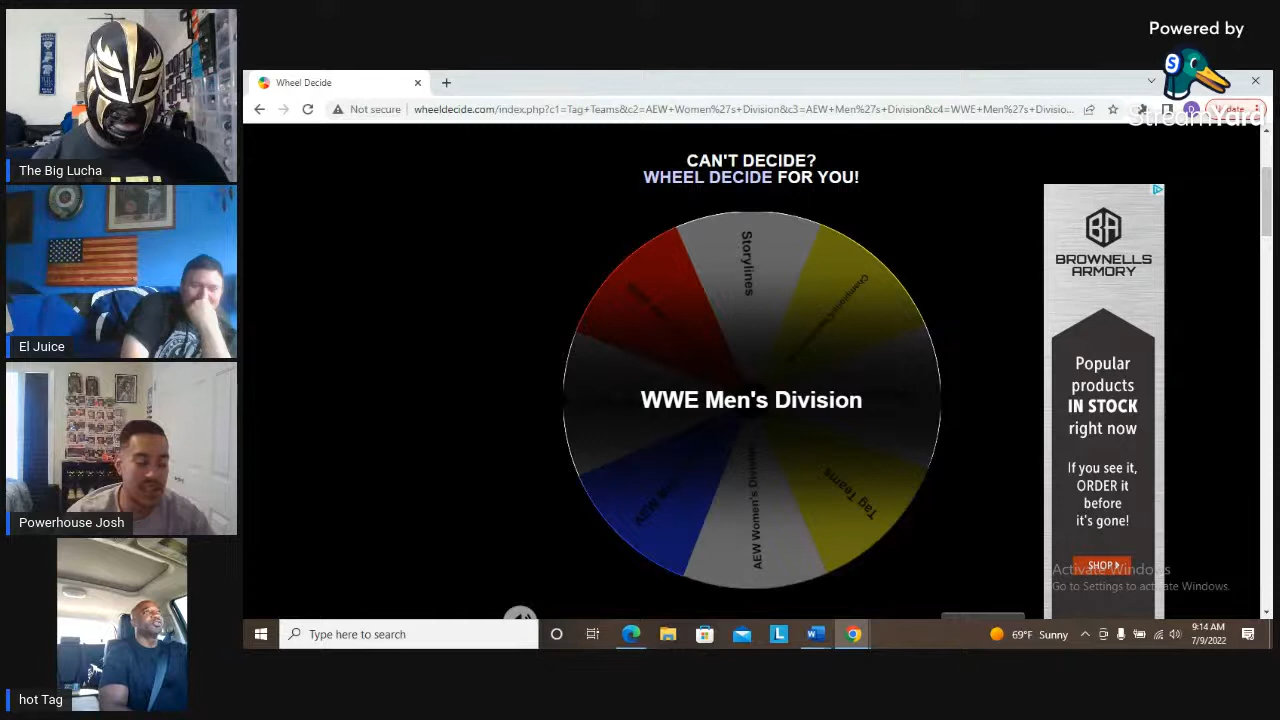 Powered by
StreamYard
The Big Lucha
El Juice
Powerhouse Josh
hot Tag
Wheel Decide
Not secure
wheeldecide.com/index.php?c1=Tag+Teams&c2=AEW+Women%27s+Division&c3=AEW+Men%27s+Division&c4=WWE+Men%27s+Divisio...
CAN'T DECIDE?
WHEEL DECIDE FOR YOU!
Storylines
WWE Men's Division
AEW
Tag Teams
AEW Women's Division
BA
BROWNELLS
ARMORY
Popular
products
IN STOCK
right now
If you see it,
ORDER it
before
it's gone!
SHOP
Activate Windows
Go to Settings to activate Windows.
Type here to search
69°F Sunny
9:14 AM
7/9/2022